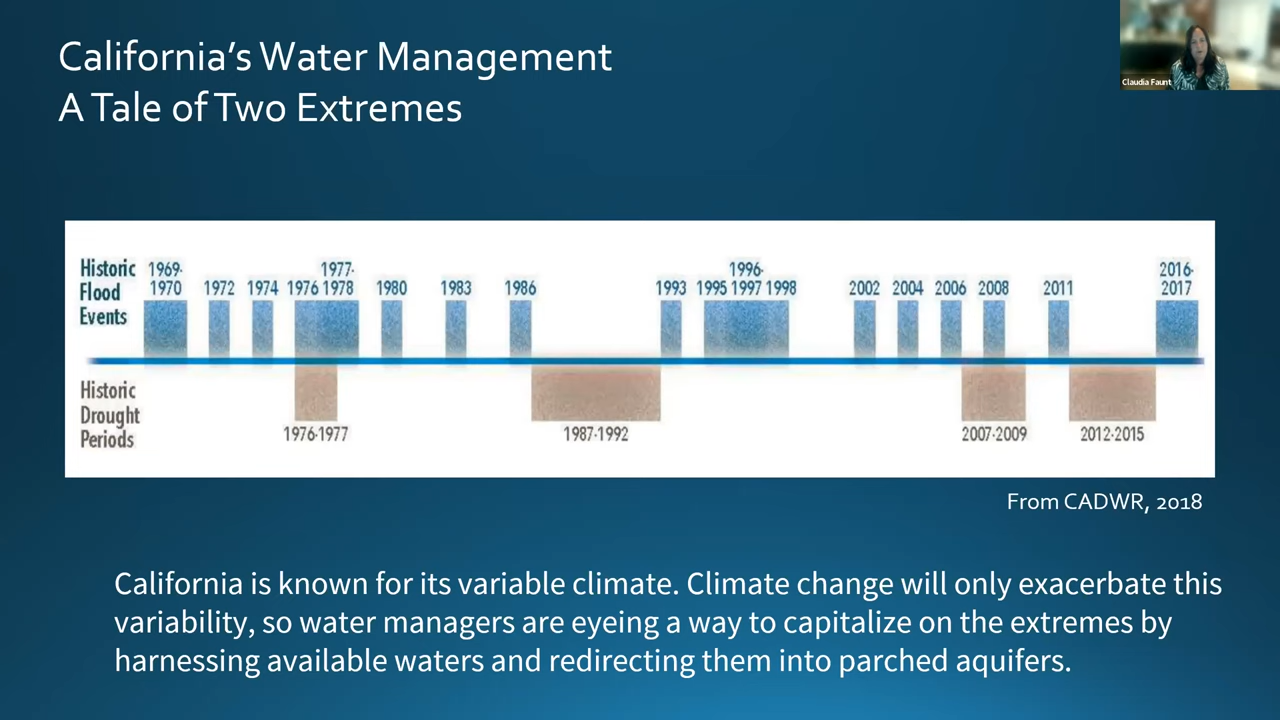 California's Water Management
A Tale of Two Extremes
Claudia Faunt
Historic
Flood
Events
1969-
1970
1972
1974
1976
1977-
1978
1980
1983
1986
1993
1995
1996-
1997
1998
2002
2004
2006
2008
2011
2016-
2017
Historic
Drought
Periods
1976-1977
1987-1992
2007-2009
2012-2015
From CADWR, 2018
California is known for its variable climate. Climate change will only exacerbate this
variability, so water managers are eyeing a way to capitalize on the extremes by
harnessing available waters and redirecting them into parched aquifers.